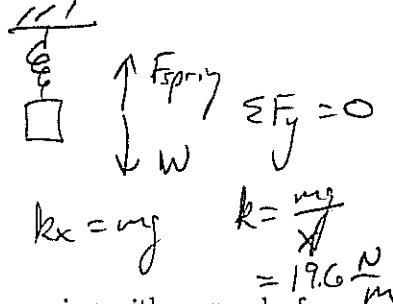 Fspring
ΣFy = 0
W
kx = mg
k = mg/x
= 19.6 N/m